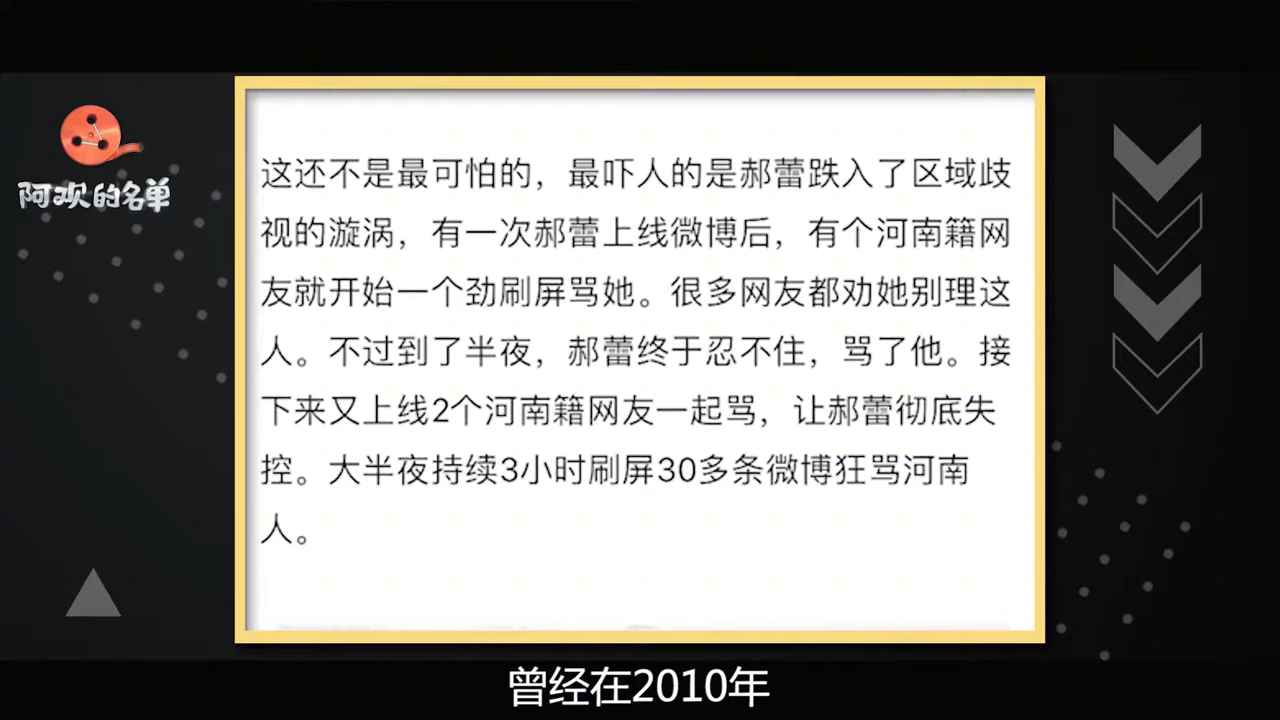 阿观的名单
这还不是最可怕的，最吓人的是郝蕾跌入了区域歧
视的漩涡，有一次郝蕾上线微博后，有个河南籍网
友就开始一个劲刷屏骂她。很多网友都劝她别理这
人。不过到了半夜，郝蕾终于忍不住，骂了他。接
下来又上线2个河南籍网友一起骂，让郝蕾彻底失
控。大半夜持续3小时刷屏30多条微博狂骂河南
人。
曾经在2010年